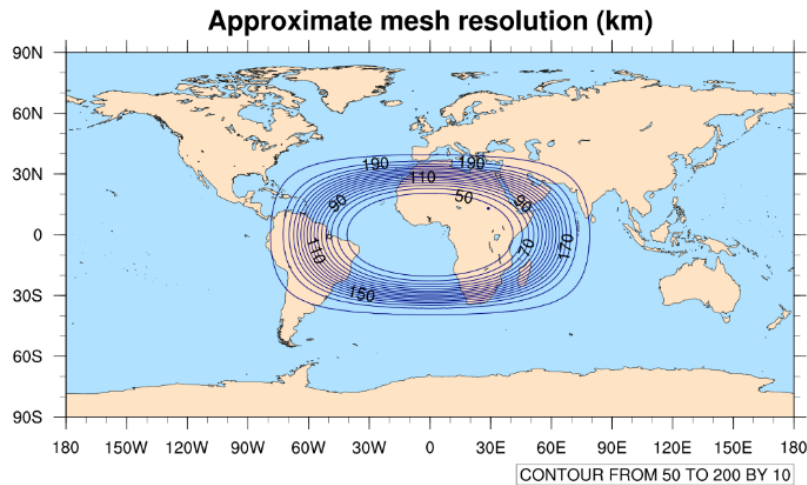 Approximate mesh resolution (km)
90N
60N
30N
0
30S
60S
90S
190 190
110
90 50 90
110 70 170
150
180 150W 120W 90W 60W 30W 0 30E 60E 90E 120E 150E 180
CONTOUR FROM 50 TO 200 BY 10